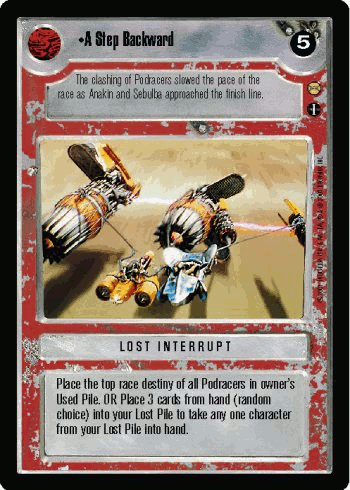 •A Step Backward
5
The clashing of Podracers slowed the pace of the
race as Anakin and Sebulba approached the finish line.
LOST INTERRUPT
Place the top race destiny of all Podracers in owner's
Used Pile. OR Place 3 cards from hand (random
choice) into your Lost Pile to take any one character
from your Lost Pile into hand.